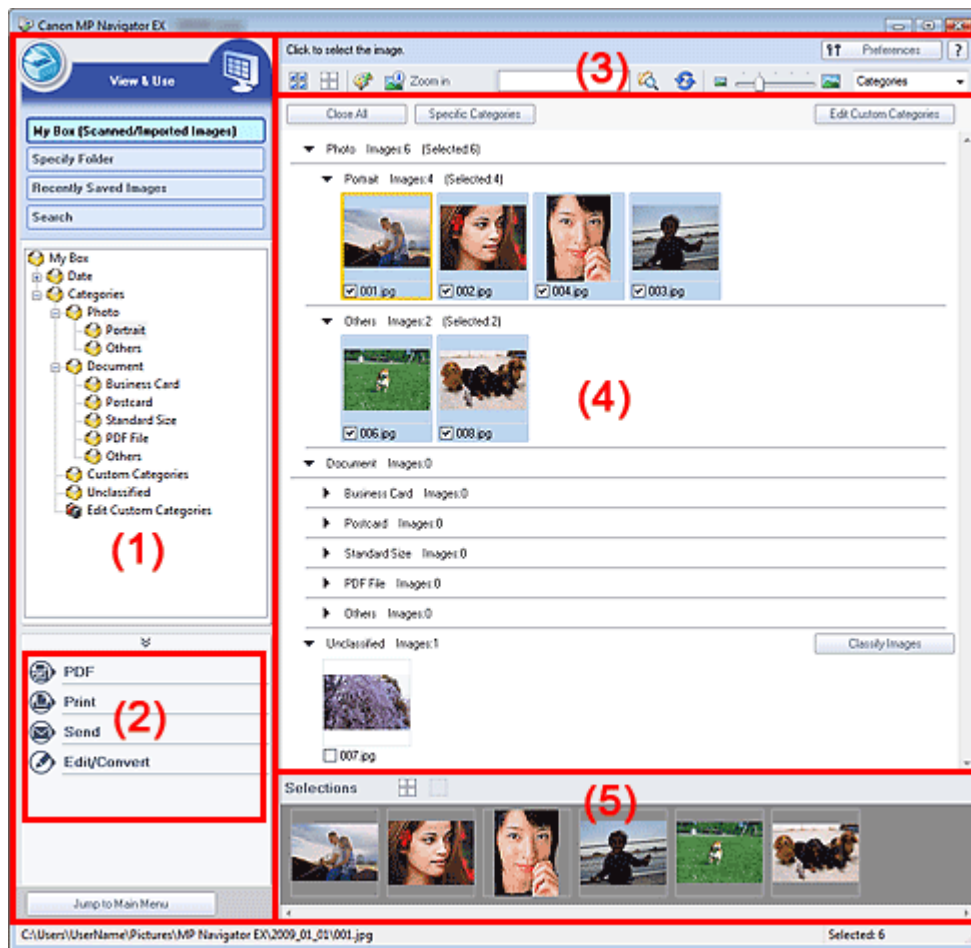 Canon MP Navigator EX
View & Use
My Box (Scanned/Imported Images)
Specify Folder
Recently Saved Images
Search
My Box
Date
Categories
Photo
Portrait
Others
Document
Business Card
Postcard
Standard Size
PDF File
Others
Custom Categories
Unclassified
Edit Custom Categories
(1)
PDF
Print
Send
Edit/Convert
(2)
Jump to Main Menu
Click to select the image.
Preferences
?
Zoom in
(3)
Categories
Close All
Specific Categories
Edit Custom Categories
Photo Images:6 (Selected:6)
Portrait Images:4 (Selected:4)
001.jpg 002.jpg 004.jpg 003.jpg
Others Images:2 (Selected:2)
006.jpg 008.jpg
(4)
Document Images:0
Business Card Images:0
Postcard Images:0
Standard Size Images:0
PDF File Images:0
Others Images:0
Unclassified Images:1
Classify Images
007.jpg
Selections
(5)
C:\Users\UserName\Pictures\MP Navigator EX\2009_01_01\001.jpg
Selected: 6